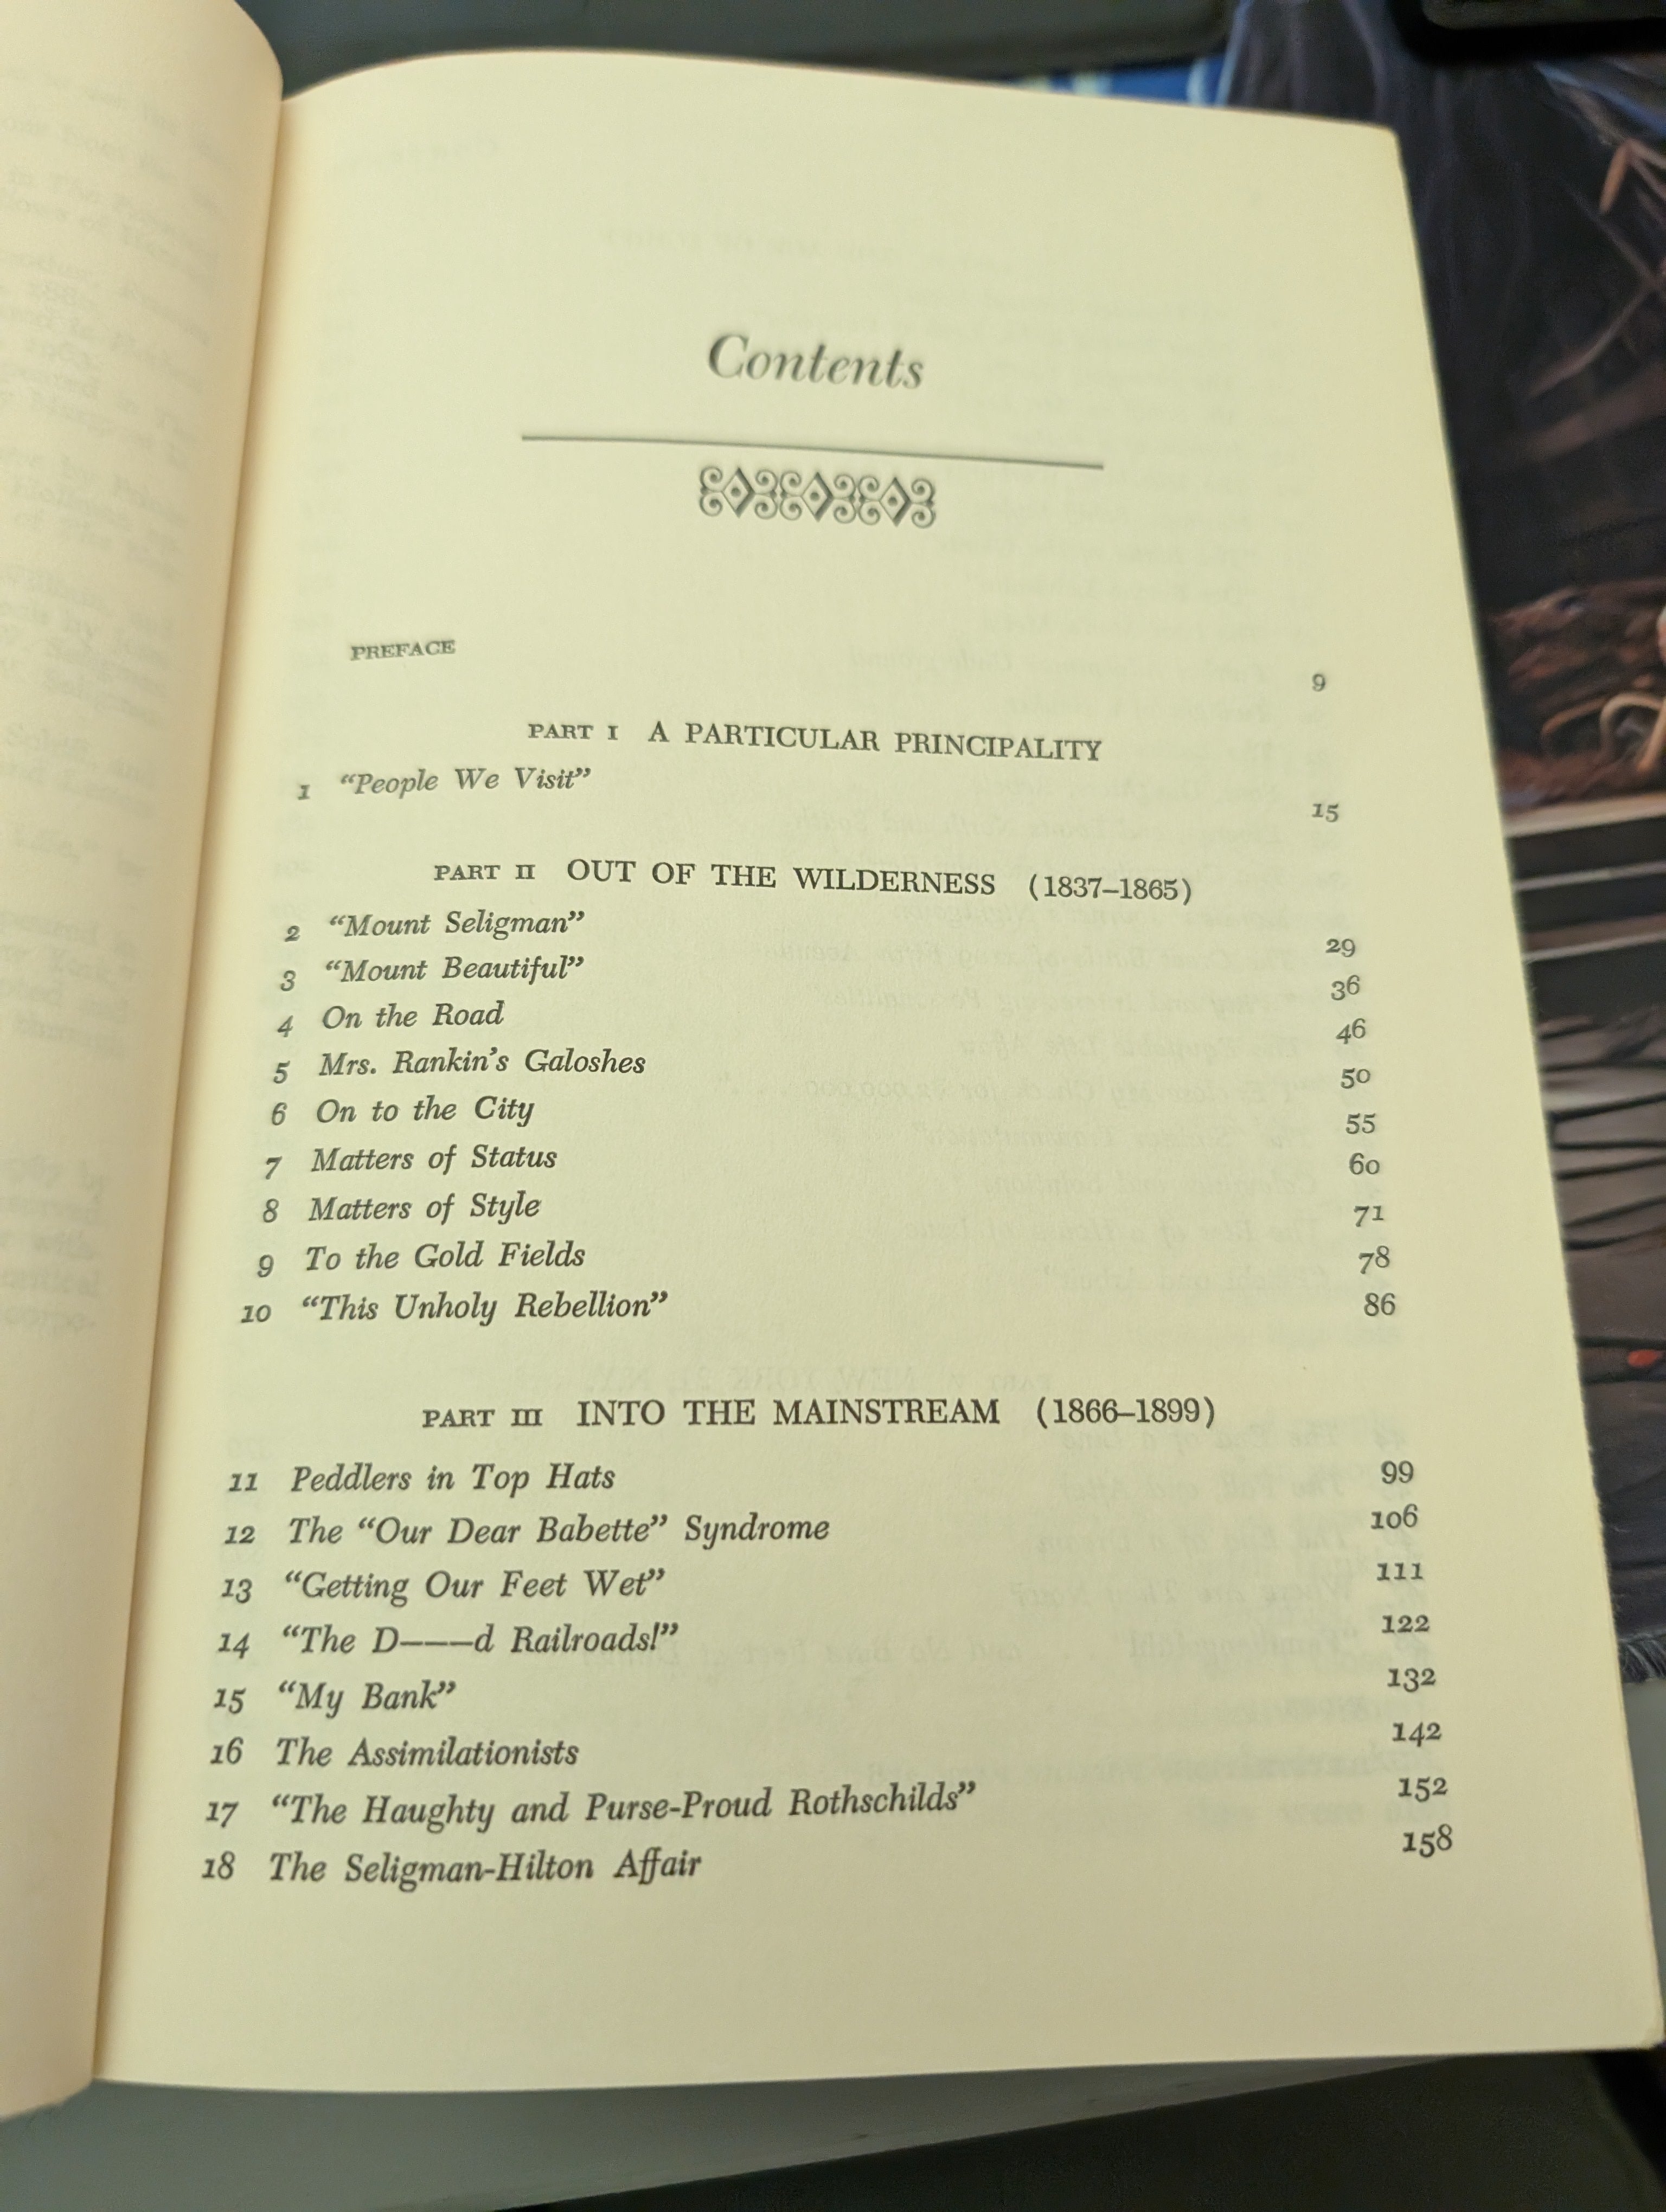 Contents
PREFACE 9
PART I A PARTICULAR PRINCIPALITY
1 “People We Visit” 15
PART II OUT OF THE WILDERNESS (1837–1865)
2 “Mount Seligman” 29
3 “Mount Beautiful” 36
4 On the Road 46
5 Mrs. Rankin’s Galoshes 50
6 On to the City 55
7 Matters of Status 60
8 Matters of Style 71
9 To the Gold Fields 78
10 “This Unholy Rebellion” 86
PART III INTO THE MAINSTREAM (1866–1899)
11 Peddlers in Top Hats 99
12 The “Our Dear Babette” Syndrome 106
13 “Getting Our Feet Wet” 111
14 “The D———d Railroads!” 122
15 “My Bank” 132
16 The Assimilationists 142
17 “The Haughty and Purse-Proud Rothschilds” 152
18 The Seligman-Hilton Affair 158